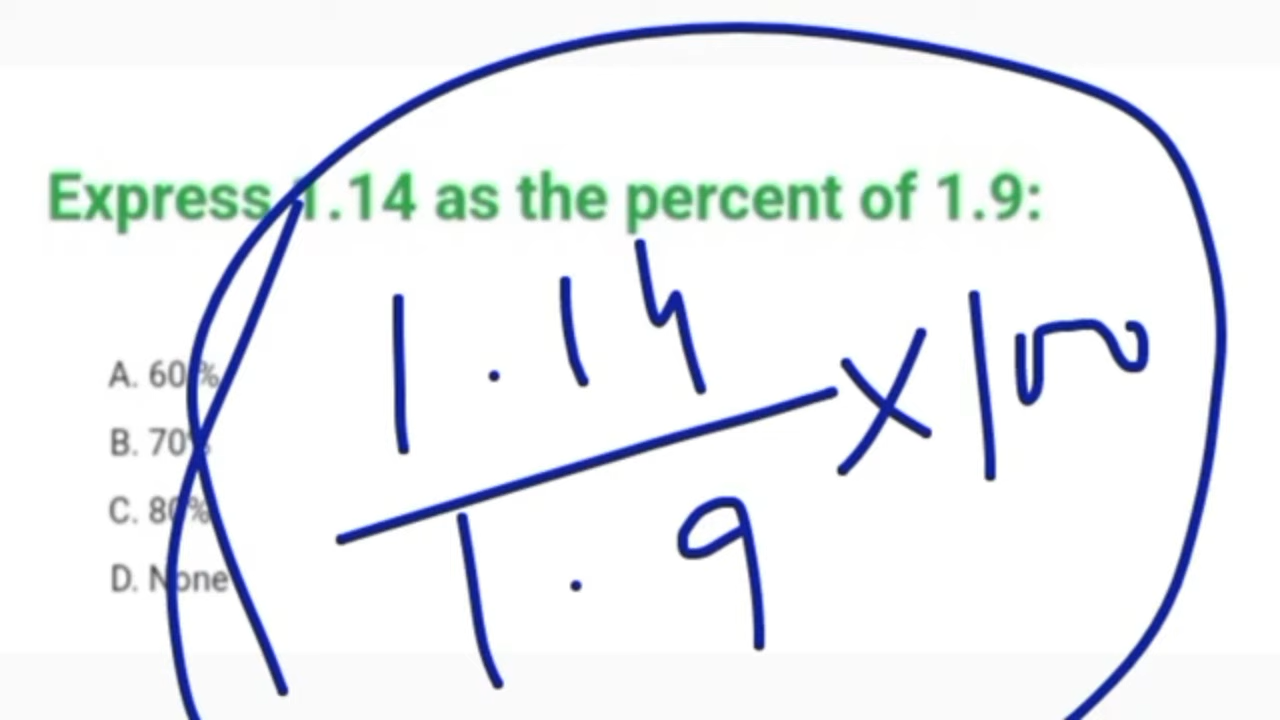 Express 1.14 as the percent of 1.9:
1.14
× 100
1.9
A. 60%
B. 70%
C. 80%
D. None